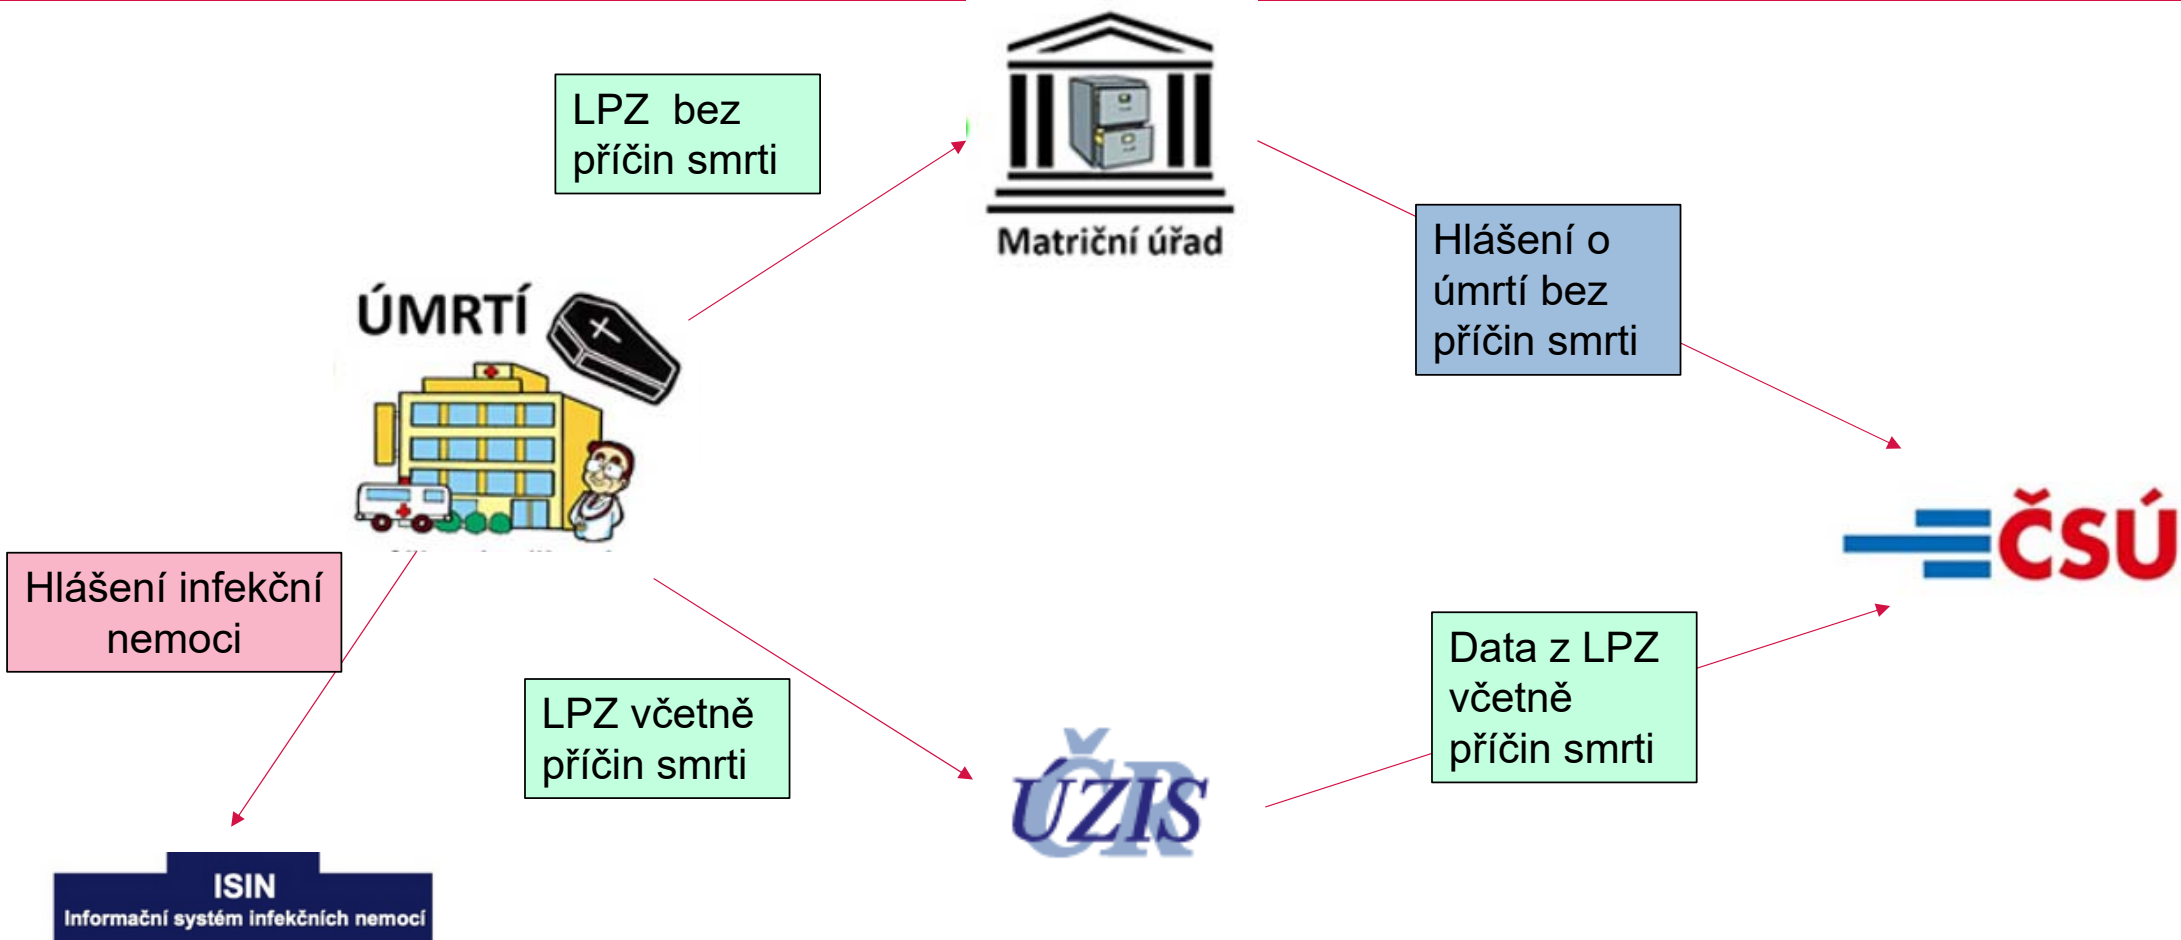 LPZ bez
příčin smrti
Matriční úřad
Hlášení o
úmrtí bez
příčin smrti
ÚMRTÍ
ČSÚ
Hlášení infekční
nemoci
LPZ včetně
příčin smrti
Data z LPZ
včetně
příčin smrti
ÚZIS
ČR
ISIN
Informační systém infekčních nemocí